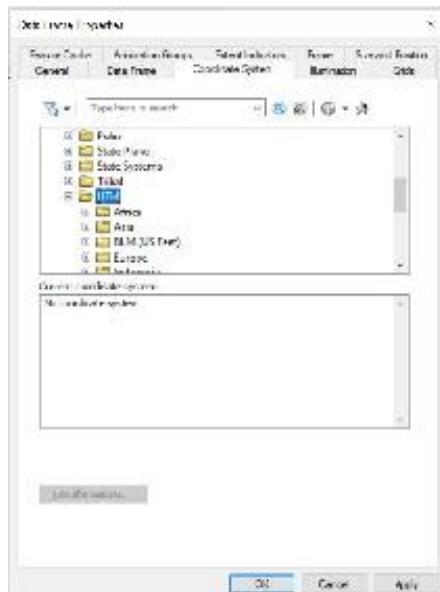 Data Frame Properties
Feature Cache Annotation Groups Extent Indicators Frame Size and Position
General Data Frame Coordinate System Illumination Grids
Type here to search
Polar
State Plane
State Systems
UTM
Africa
Asia
BLM (US Feet)
Europe
Indonesia
Current coordinate system:
No coordinate system
OK Cancel Apply